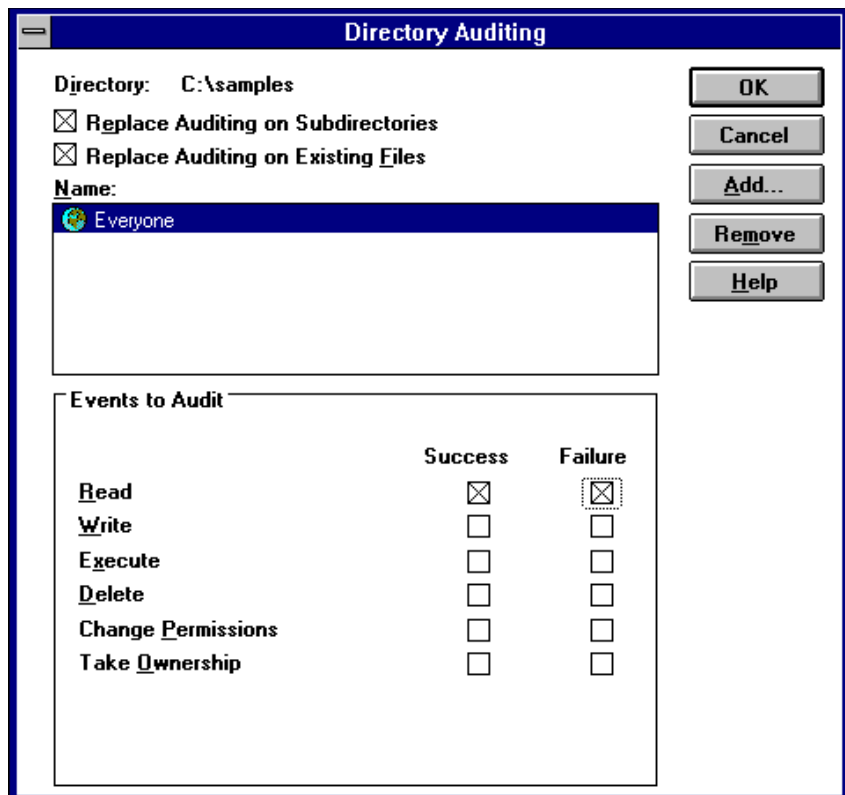 Directory Auditing
Directory: C:\samples
Replace Auditing on Subdirectories
Replace Auditing on Existing Files
Name:
Everyone
OK
Cancel
Add...
Remove
Help
Events to Audit
Success Failure
Read
Write
Execute
Delete
Change Permissions
Take Ownership